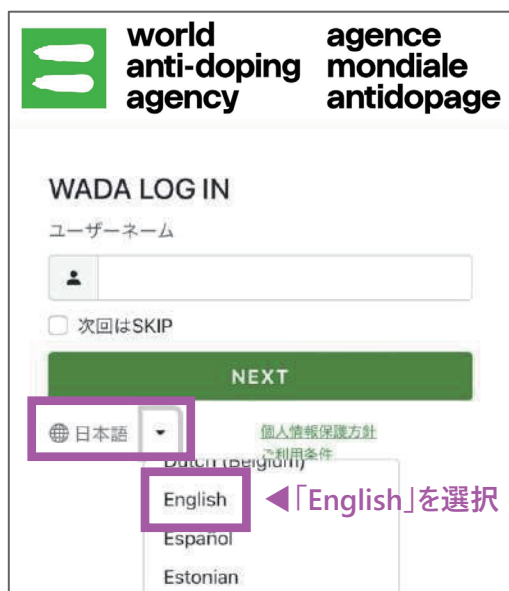 world
anti-doping
agency
agence
mondiale
antidopage
WADA LOG IN
ユーザーネーム
次回はSKIP
NEXT
日本語
個人情報保護方針
ご利用条件
Dutch (Belgium)
English
◀「English」を選択
Español
Estonian